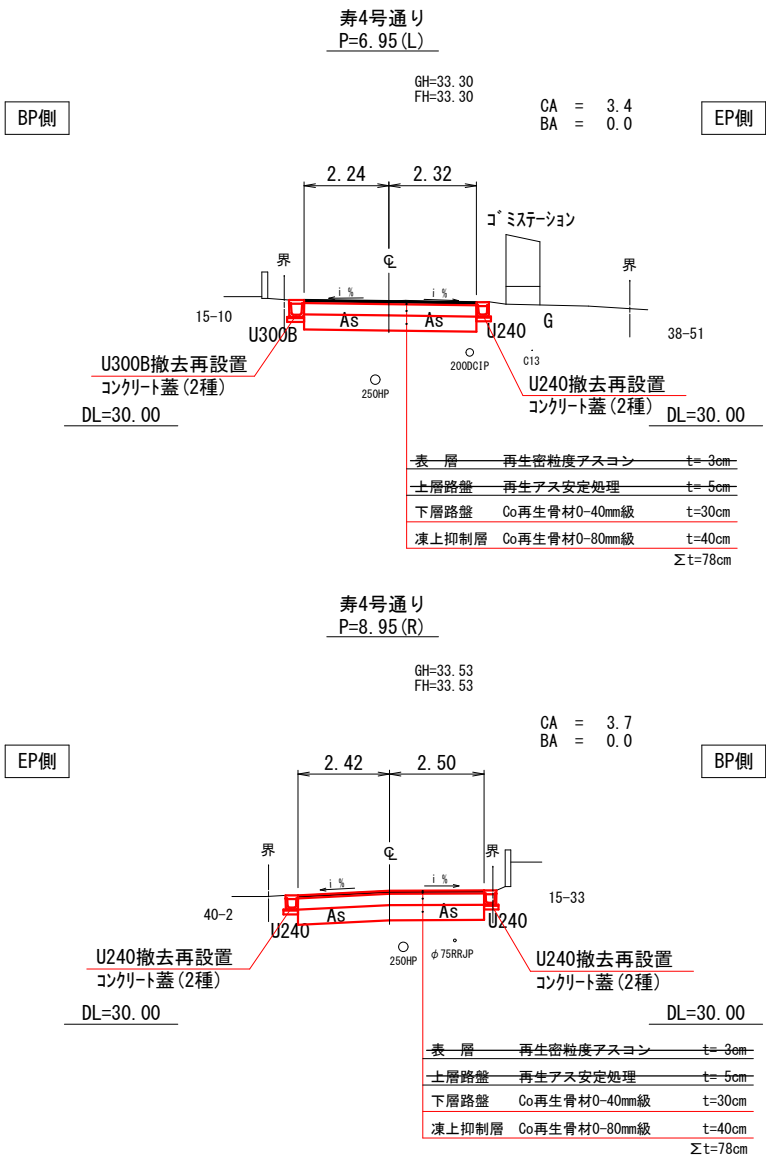 寿4号通り
P=6.95(L)
GH=33.30
FH=33.30
CA = 3.4
BA = 0.0
BP側
EP側
2.24
2.32
ゴミステーション
界
℄
界
i %
i %
15-10
As
As
G
38-51
U300B
U240
200DCIP
C13
U300B撤去再設置
コンクリート蓋(2種)
250HP
U240撤去再設置
コンクリート蓋(2種)
DL=30.00
DL=30.00
表 層 再生密粒度アスコン t= 3cm
上層路盤 再生アス安定処理 t= 5cm
下層路盤 Co再生骨材0-40mm級 t=30cm
凍上抑制層 Co再生骨材0-80mm級 t=40cm
Σt=78cm
寿4号通り
P=8.95(R)
GH=33.53
FH=33.53
CA = 3.7
BA = 0.0
EP側
BP側
2.42
2.50
界
℄
界
i %
i %
15-33
40-2
As
As
U240
U240
250HP
φ75RRJP
U240撤去再設置
コンクリート蓋(2種)
U240撤去再設置
コンクリート蓋(2種)
DL=30.00
DL=30.00
表 層 再生密粒度アスコン t= 3cm
上層路盤 再生アス安定処理 t= 5cm
下層路盤 Co再生骨材0-40mm級 t=30cm
凍上抑制層 Co再生骨材0-80mm級 t=40cm
Σt=78cm